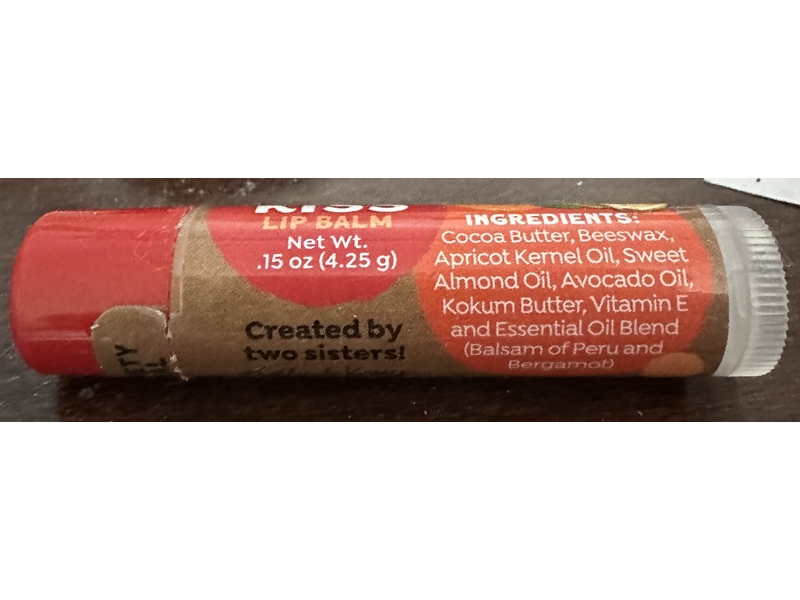 KISS
LIP BALM
Net Wt.
.15 oz (4.25 g)
Created by
two sisters!
INGREDIENTS:
Cocoa Butter, Beeswax,
Apricot Kernel Oil, Sweet
Almond Oil, Avocado Oil,
Kokum Butter, Vitamin E
and Essential Oil Blend
(Balsam of Peru and
Bergamot)